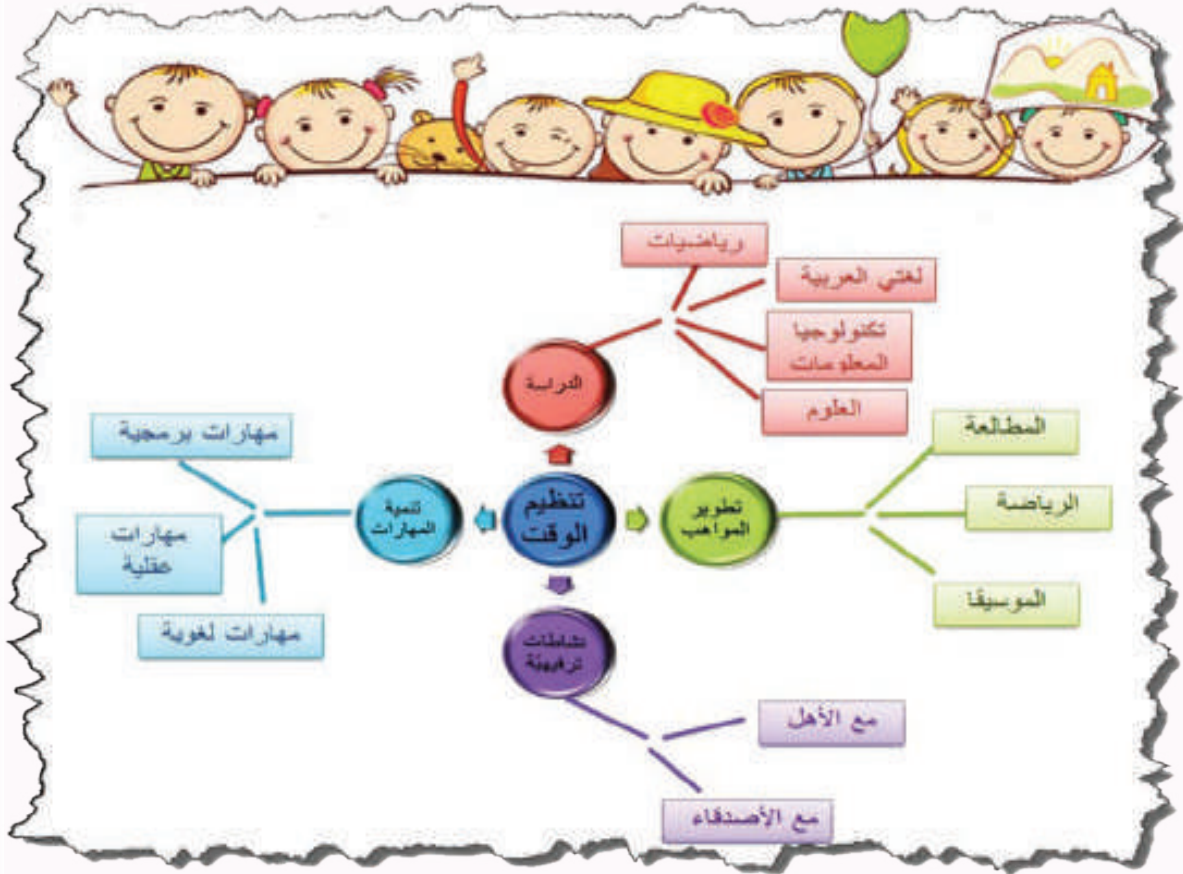 رياضيات
لغتي العربية
تكنولوجيا
المعلومات
العلوم
الدراسة
المطالعة
الرياضة
الموسيقا
تطوير
المواهب
تنظيم
الوقت
تنمية
المهارات
مهارات برمجية
مهارات
عقلية
مهارات لغوية
نشاطات
ترفيهيّة
مع الأهل
مع الأصدقاء